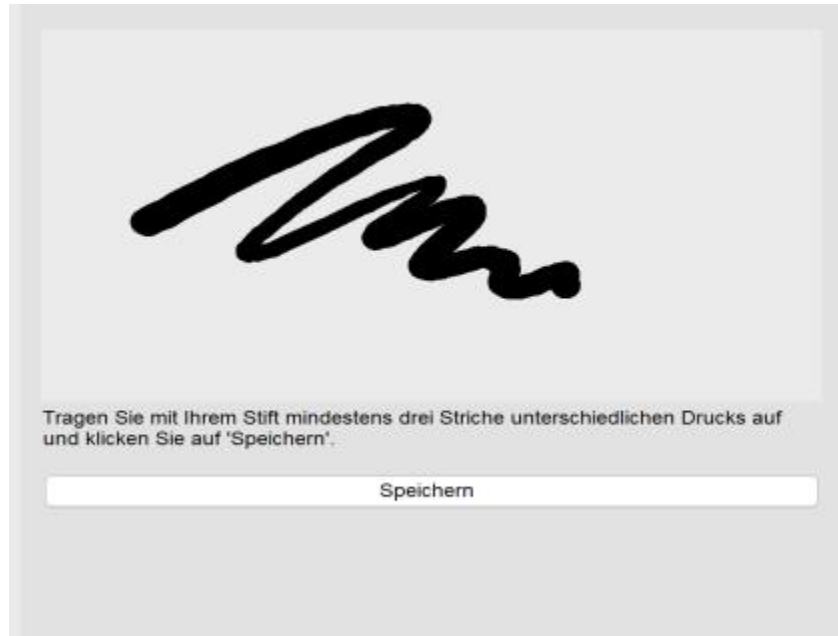 Tragen Sie mit Ihrem Stift mindestens drei Striche unterschiedlichen Drucks auf
und klicken Sie auf 'Speichern'.
Speichern